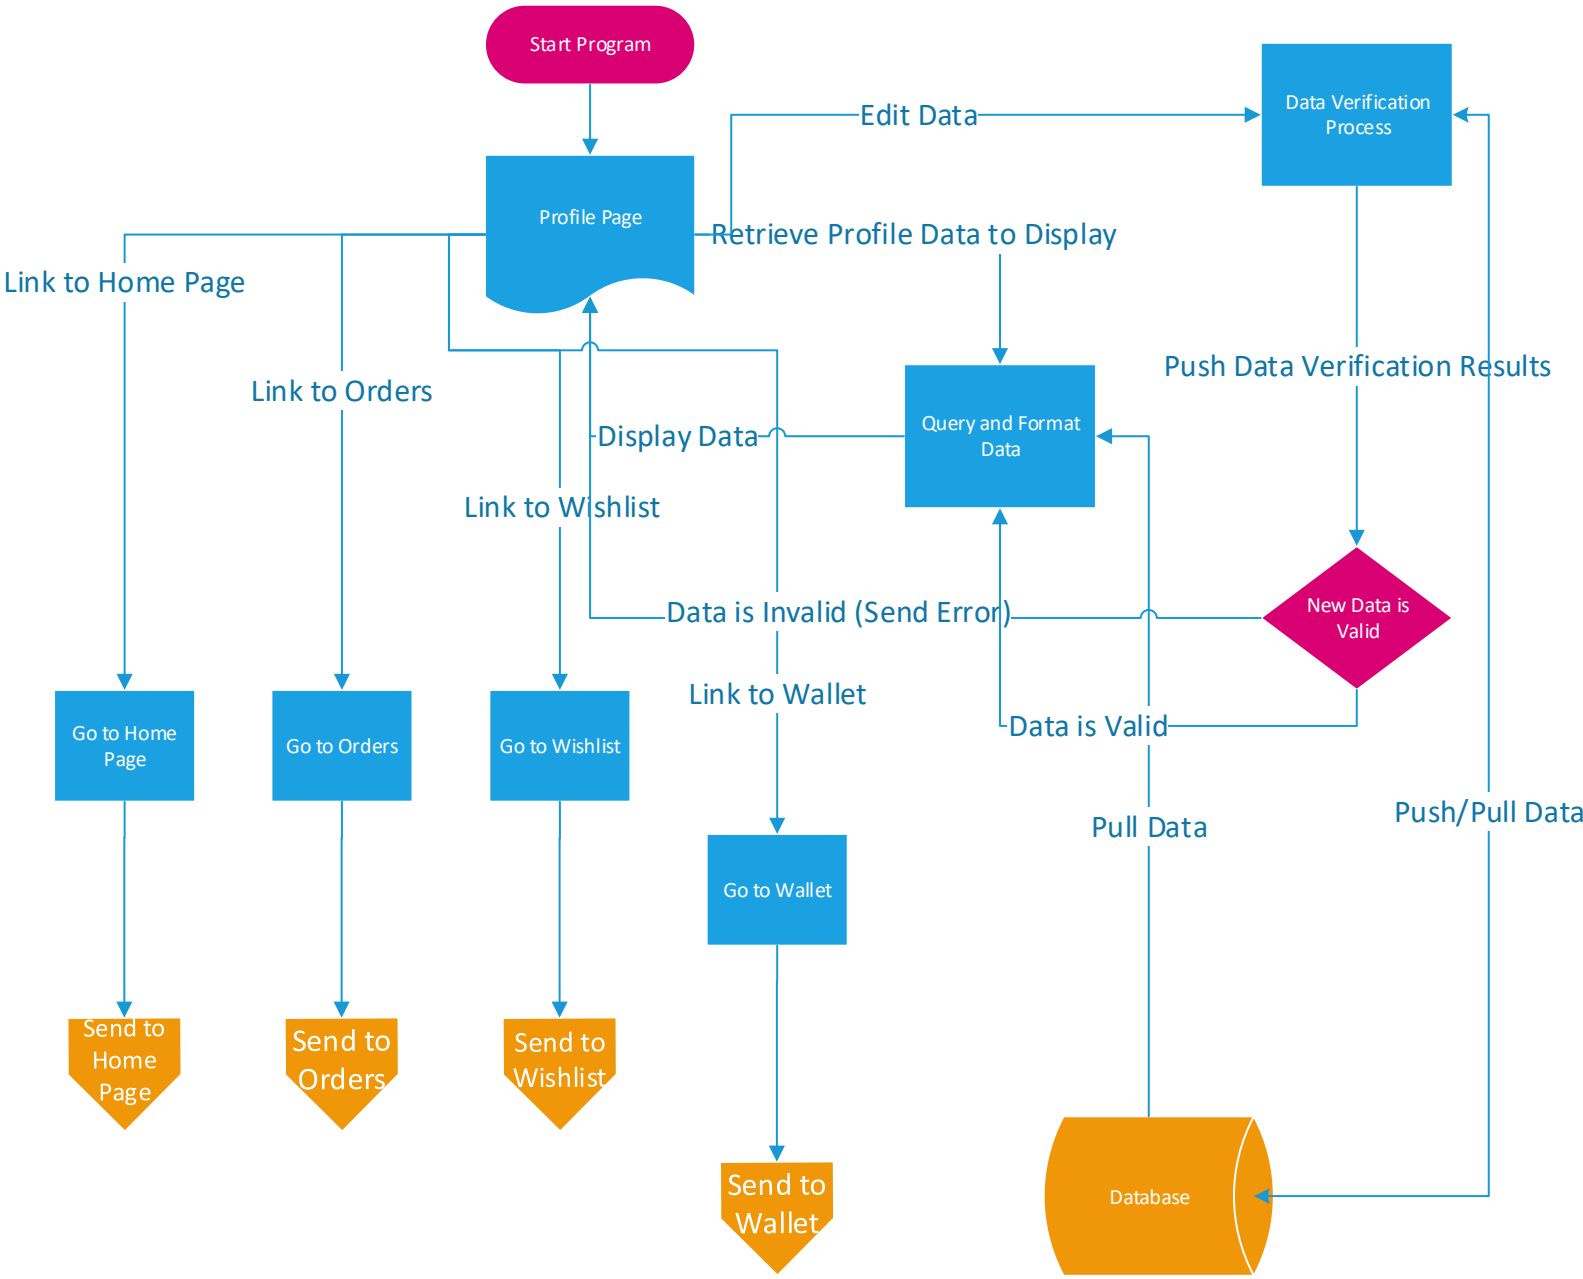 Start Program
Data Verification
Process
Edit Data
Profile Page
Retrieve Profile Data to Display
Link to Home Page
Push Data Verification Results
Link to Orders
Query and Format
Data
Display Data
Link to Wishlist
New Data is
Valid
Data is Invalid (Send Error)
Link to Wallet
Data is Valid
Go to Home
Page
Go to Orders
Go to Wishlist
Push/Pull Data
Pull Data
Go to Wallet
Send to
Home
Page
Send to
Orders
Send to
Wishlist
Send to
Wallet
Database